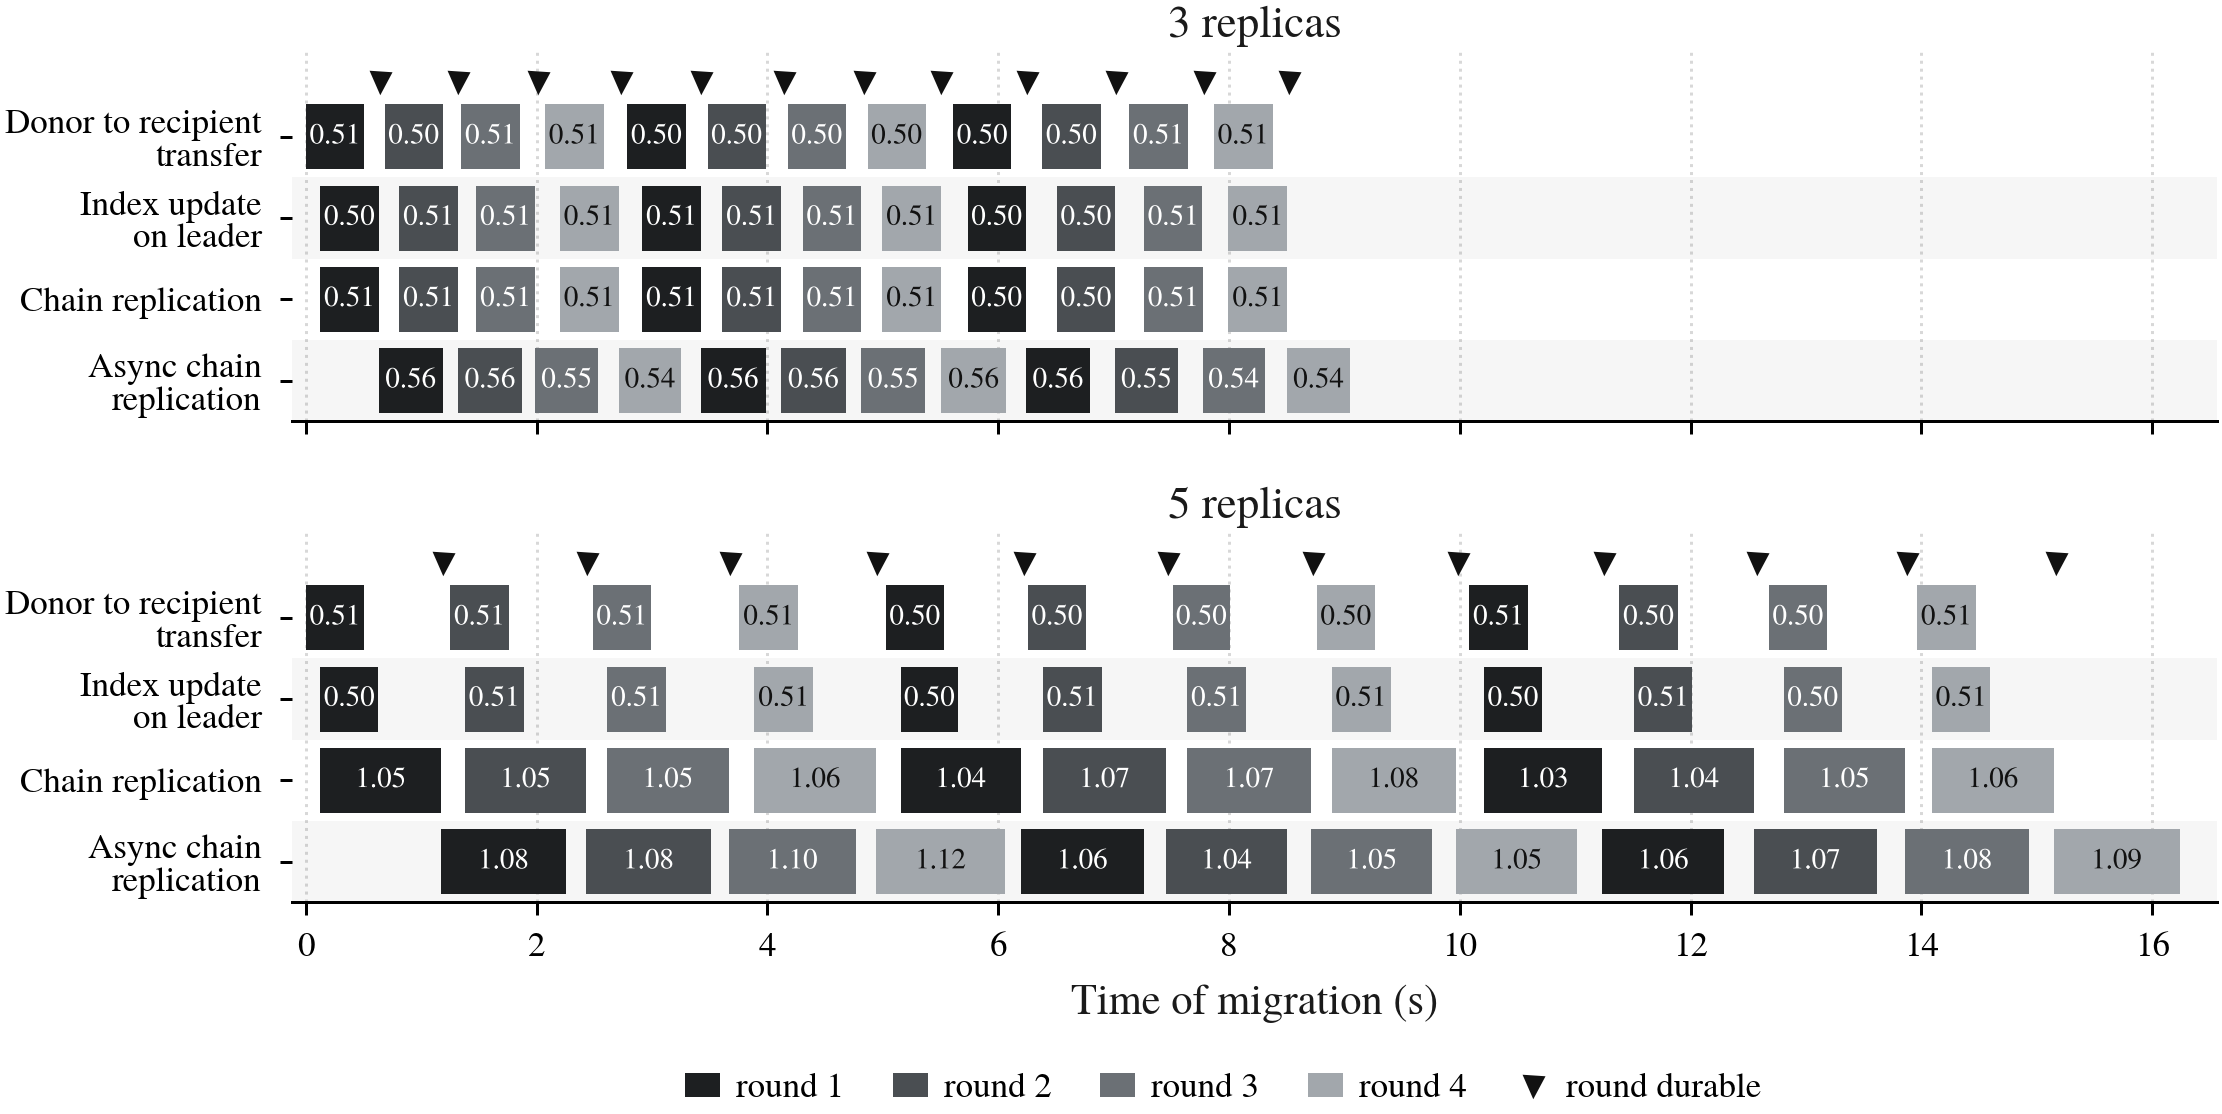 3 replicas
Donor to recipient
transfer
0.51 0.50 0.51 0.51 0.50 0.50 0.50 0.50 0.50 0.50 0.51 0.51
Index update
on leader
0.50 0.51 0.51 0.51 0.51 0.51 0.51 0.51 0.50 0.50 0.51 0.51
Chain replication
0.51 0.51 0.51 0.51 0.51 0.51 0.51 0.51 0.50 0.50 0.51 0.51
Async chain
replication
0.56 0.56 0.55 0.54 0.56 0.56 0.55 0.56 0.56 0.55 0.54 0.54
5 replicas
Donor to recipient
transfer
0.51 0.51 0.51 0.51 0.50 0.50 0.50 0.50 0.51 0.50 0.50 0.51
Index update
on leader
0.50 0.51 0.51 0.51 0.50 0.51 0.51 0.51 0.50 0.51 0.50 0.51
Chain replication
1.05 1.05 1.05 1.06 1.04 1.07 1.07 1.08 1.03 1.04 1.05 1.06
Async chain
replication
1.08 1.08 1.10 1.12 1.06 1.04 1.05 1.05 1.06 1.07 1.08 1.09
0 2 4 6 8 10 12 14 16
Time of migration (s)
round 1 round 2 round 3 round 4 round durable